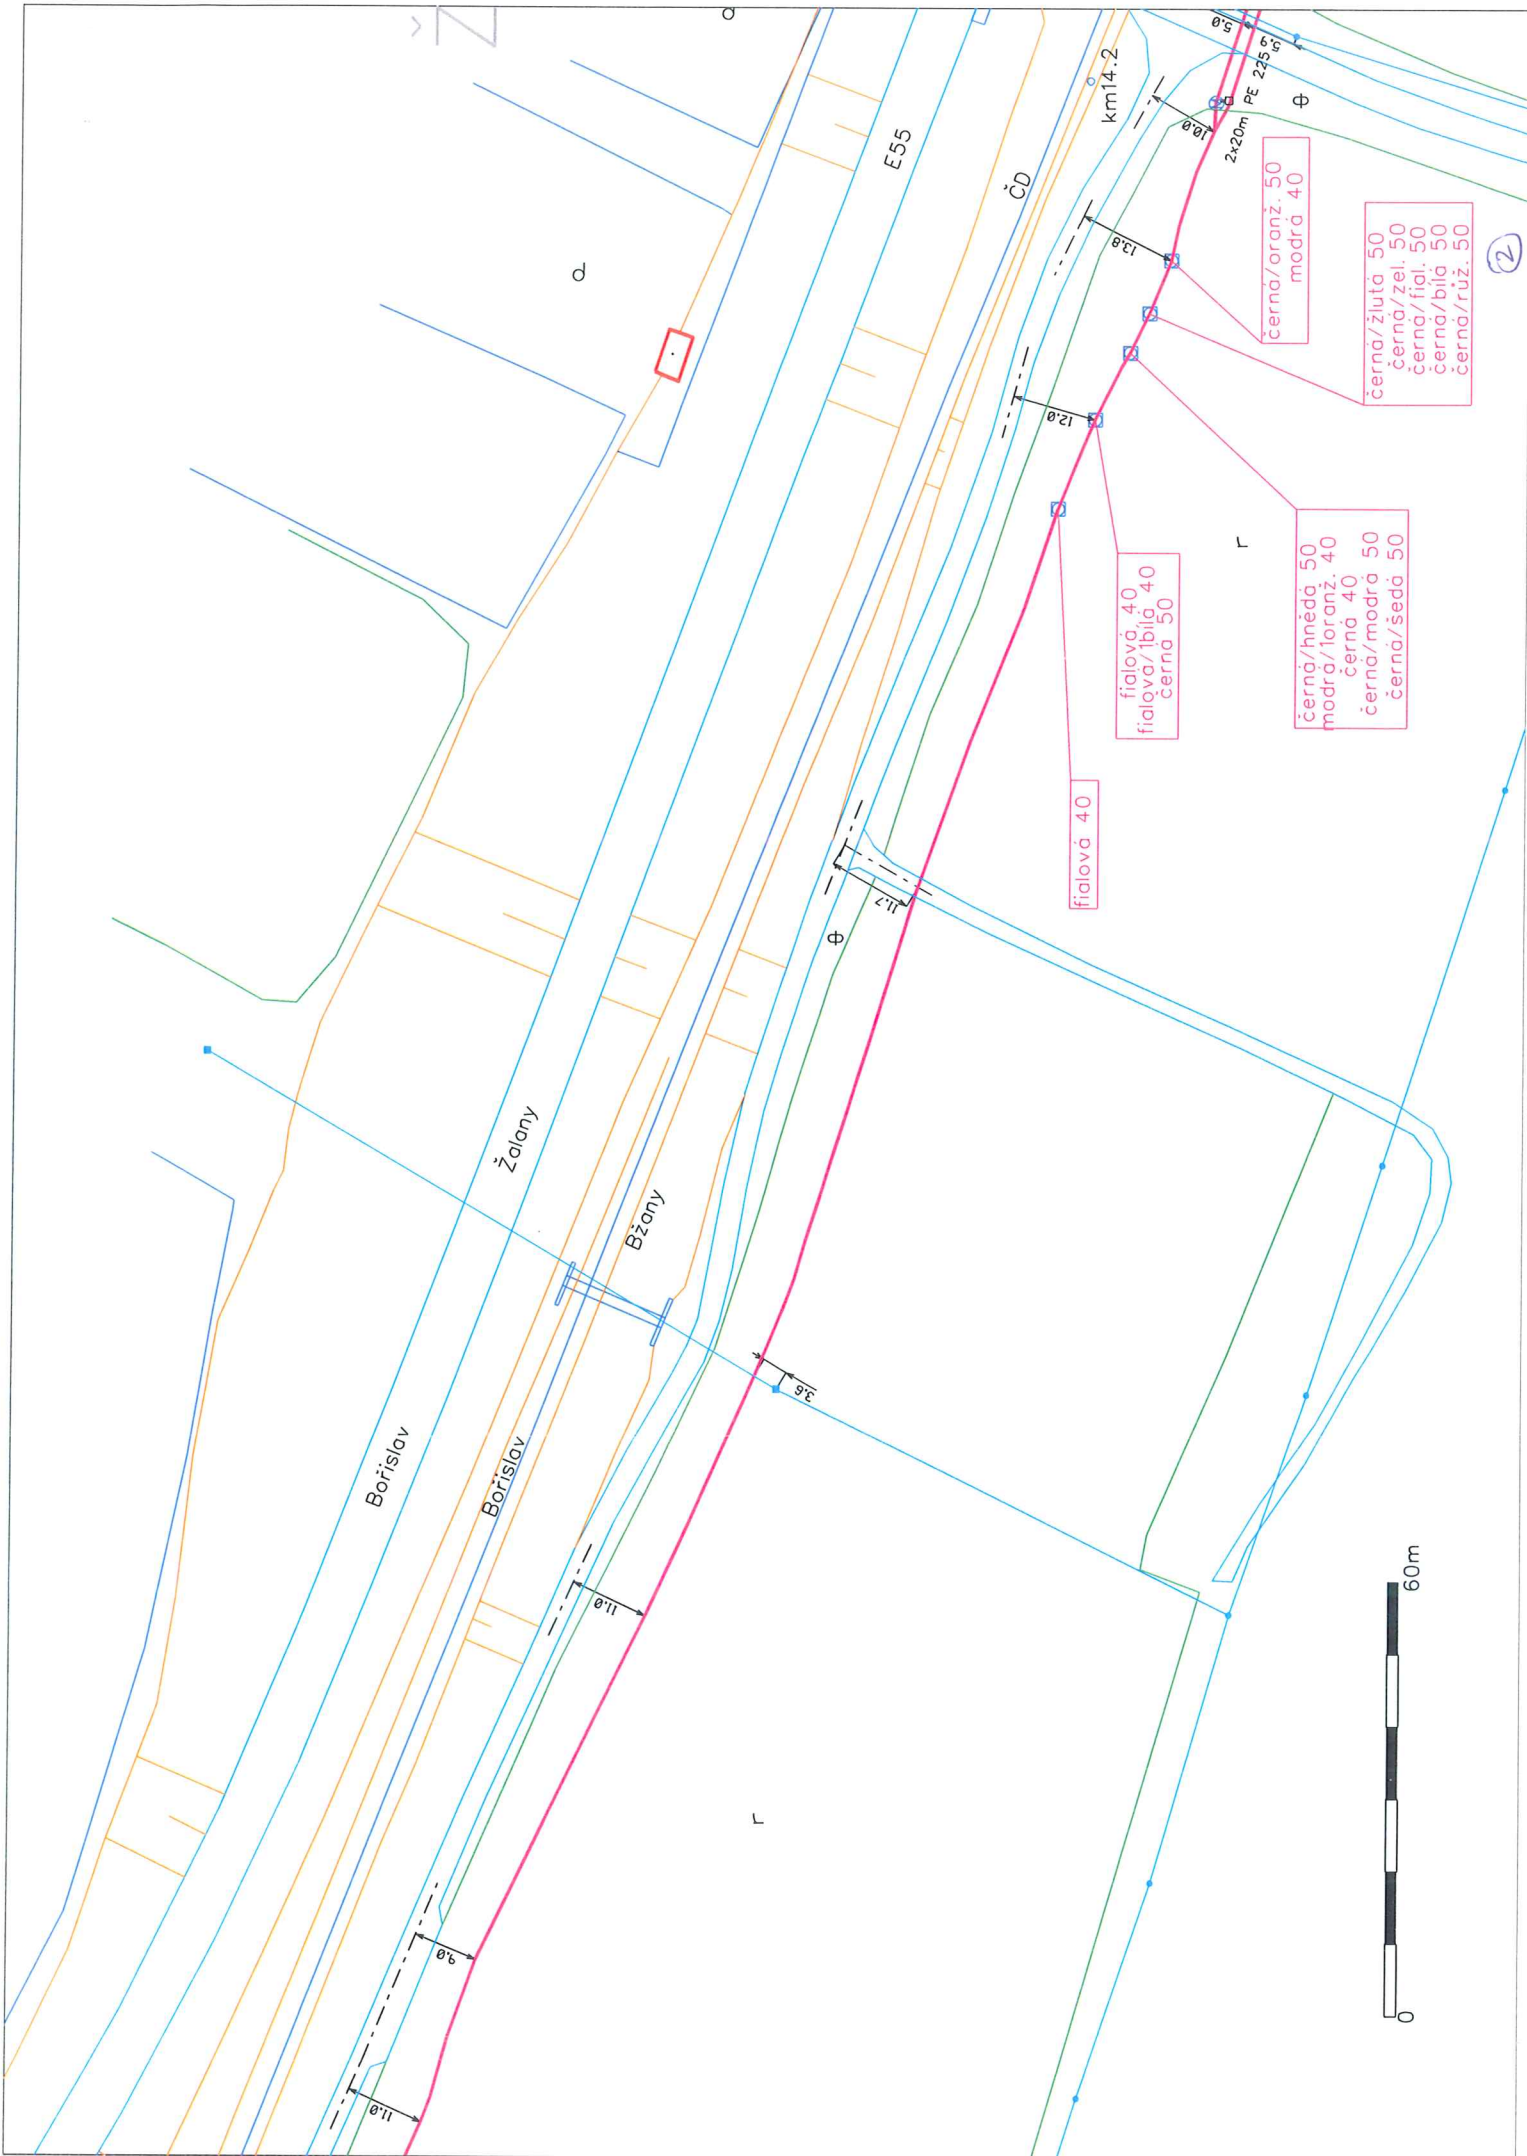 Ž
d
d
E55
ČD
km14.2
5.0
5.9
10.0
2x20m PE 225
ф
13.8
12.0
černá/oranž. 50
modrá 40
černá/žlutá 50
černá/zel. 50
černá/fial. 50
černá/bílá 50
černá/růž. 50
2
r
černá/hnědá 50
modrá/1oranž. 40
černá 40
černá/modrá 50
černá/šedá 50
fialová 40
fialová/1bílá 40
černá 50
fialová 40
11.7
ф
Žalany
Bžany
3.6
Bořislav
Bořislav
11.0
r
9.0
11.0
0
60m